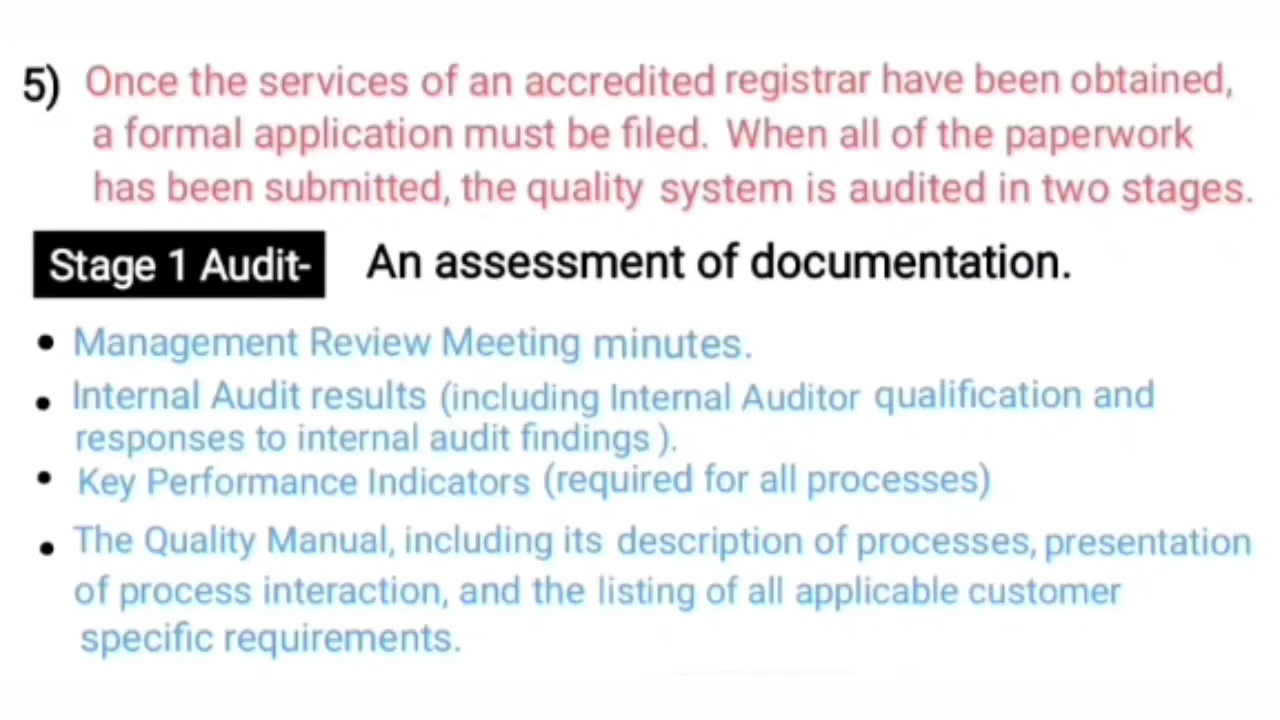 5) Once the services of an accredited registrar have been obtained,
a formal application must be filed. When all of the paperwork
has been submitted, the quality system is audited in two stages.
Stage 1 Audit- An assessment of documentation.
• Management Review Meeting minutes.
• Internal Audit results (including Internal Auditor qualification and
responses to internal audit findings ).
• Key Performance Indicators (required for all processes)
• The Quality Manual, including its description of processes, presentation
of process interaction, and the listing of all applicable customer
specific requirements.